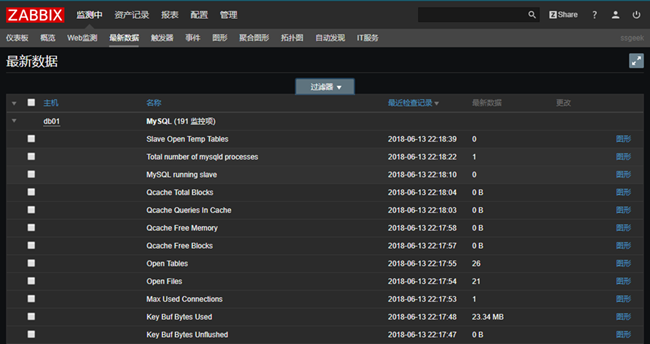 ZABBIX 监测中 资产记录 报表 配置 管理 Z Share ?
仪表板 概览 Web监测 最新数据 触发器 事件 图形 聚合图形 拓扑图 自动发现 IT服务 ssgeek
最新数据
过滤器
主机 名称 最近检查记录 最新数据 更改
db01 MySQL (191 监控项)
Slave Open Temp Tables 2018-06-13 22:18:39 0 图形
Total number of mysqld processes 2018-06-13 22:18:22 1 图形
MySQL running slave 2018-06-13 22:18:10 0 图形
Qcache Total Blocks 2018-06-13 22:18:04 0 B 图形
Qcache Queries In Cache 2018-06-13 22:18:03 0 B 图形
Qcache Free Memory 2018-06-13 22:17:58 0 B 图形
Qcache Free Blocks 2018-06-13 22:17:57 0 B 图形
Open Tables 2018-06-13 22:17:55 26 图形
Open Files 2018-06-13 22:17:54 21 图形
Max Used Connections 2018-06-13 22:17:53 1 图形
Key Buf Bytes Used 2018-06-13 22:17:48 23.34 MB 图形
Key Buf Bytes Unflushed 2018-06-13 22:17:47 0 B 图形